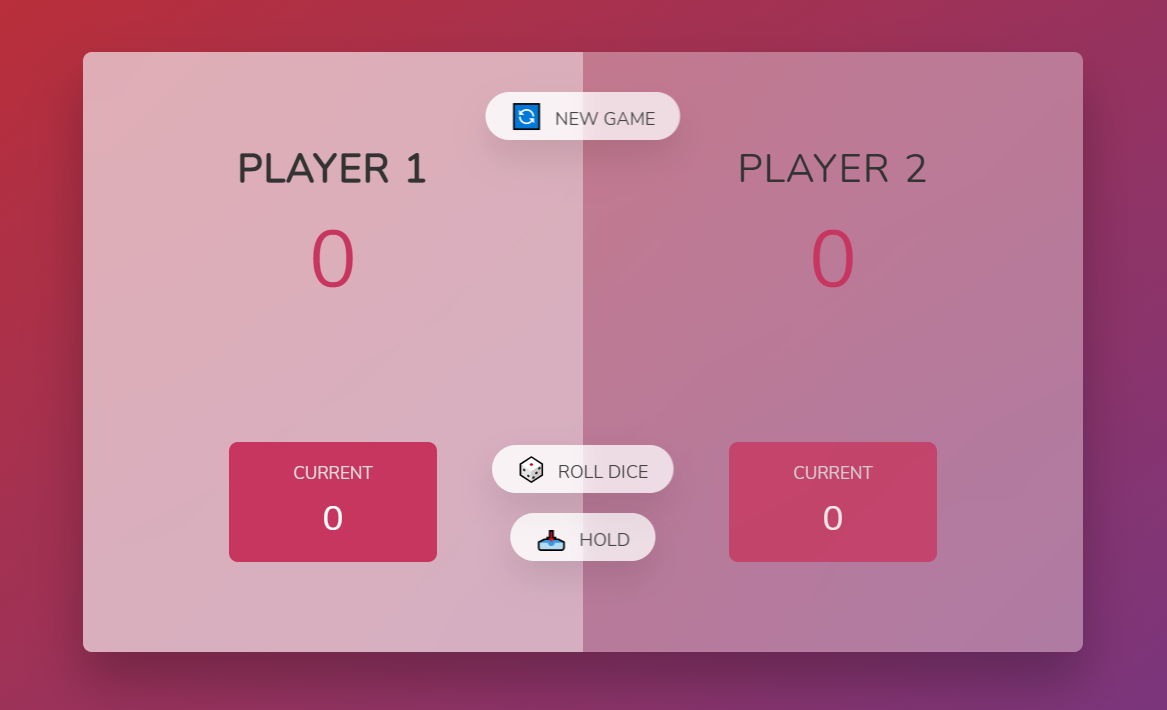 NEW GAME
PLAYER 1
0
PLAYER 2
0
CURRENT
0
ROLL DICE
HOLD
CURRENT
0